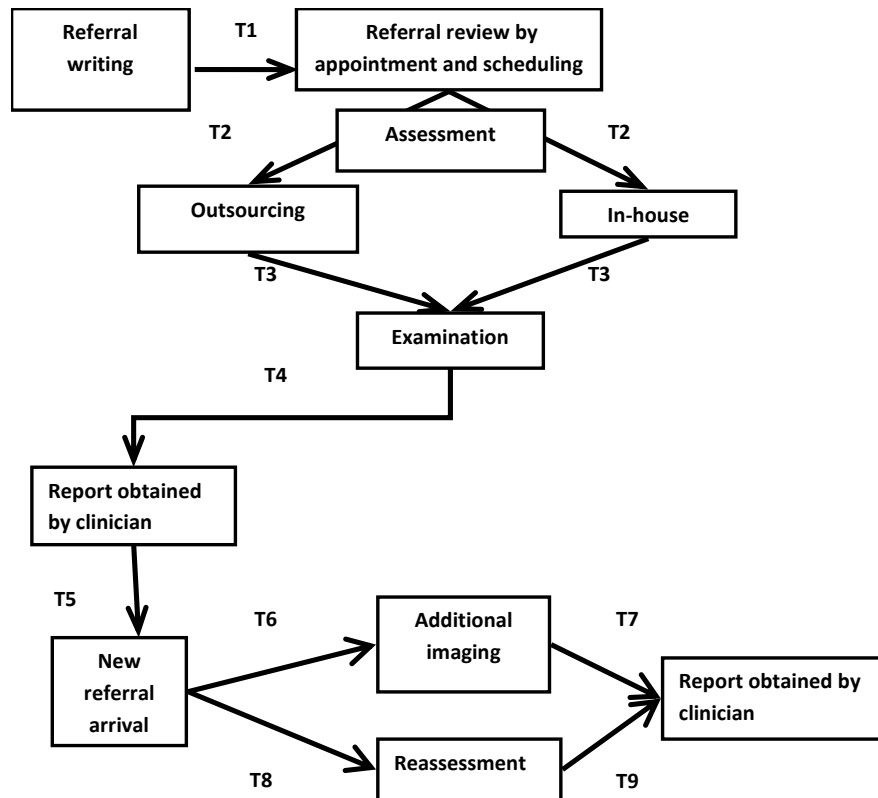 Referral
writing
T1
Referral review by
appointment and scheduling
T2
Assessment
T2
Outsourcing
In-house
T3
T3
Examination
T4
Report obtained
by clinician
T5
New
referral
arrival
T6
Additional
imaging
T7
Report obtained by
clinician
T8
Reassessment
T9